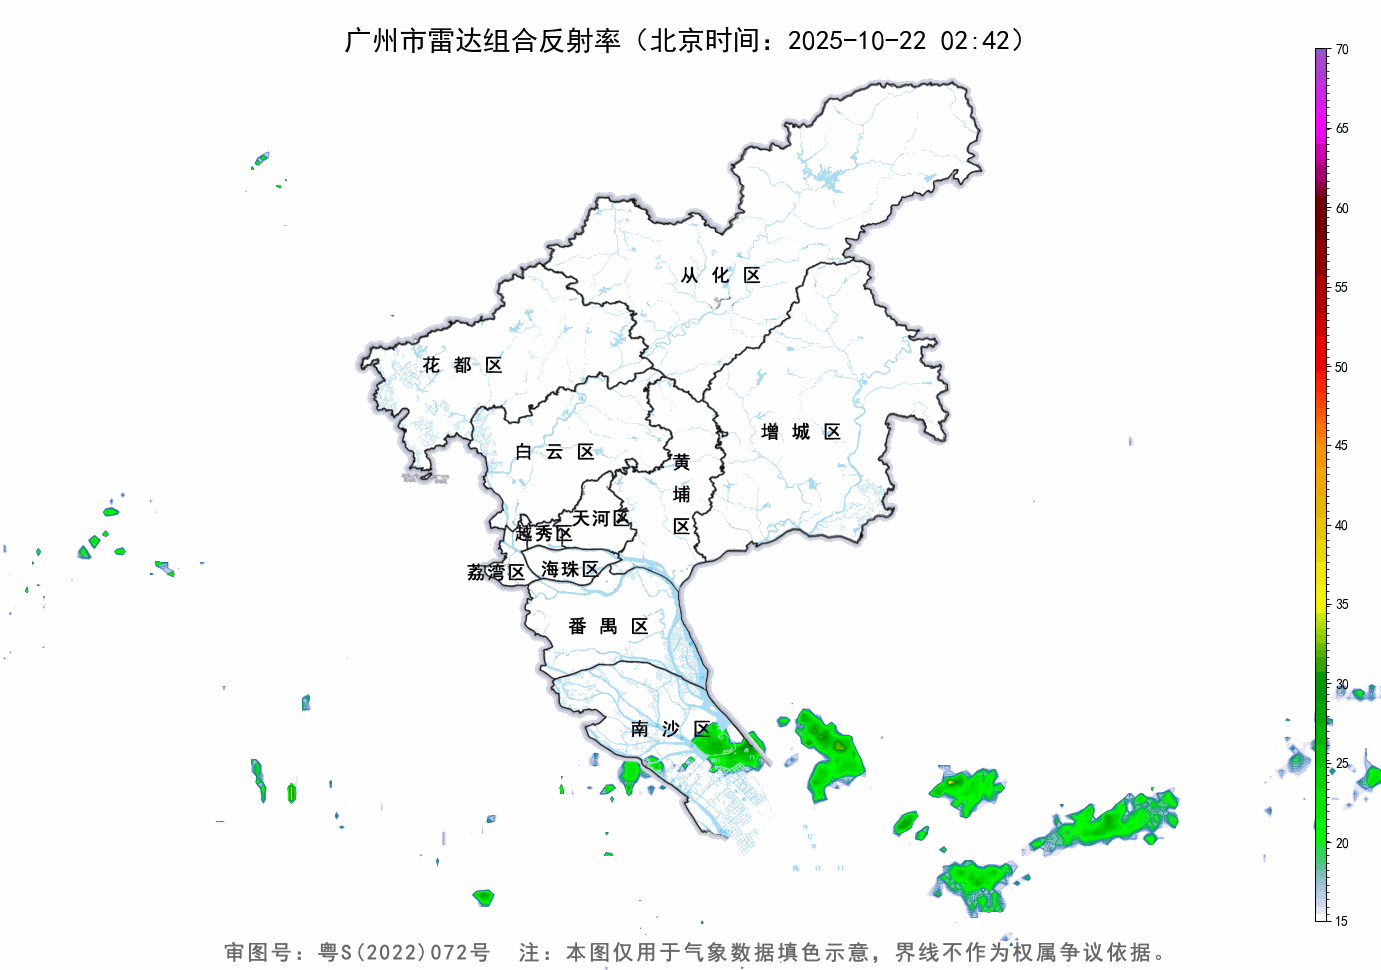 广州市雷达组合反射率（北京时间：2025-10-22 02:42）
70
65
60
55
50
45
40
35
30
25
20
15
从化区
花都区
增城区
白云区
黄埔区
天河区
越秀区
荔湾区
海珠区
番禺区
南沙区
审图号：粤S(2022)072号 注：本图仅用于气象数据填色示意，界线不作为权属争议依据。